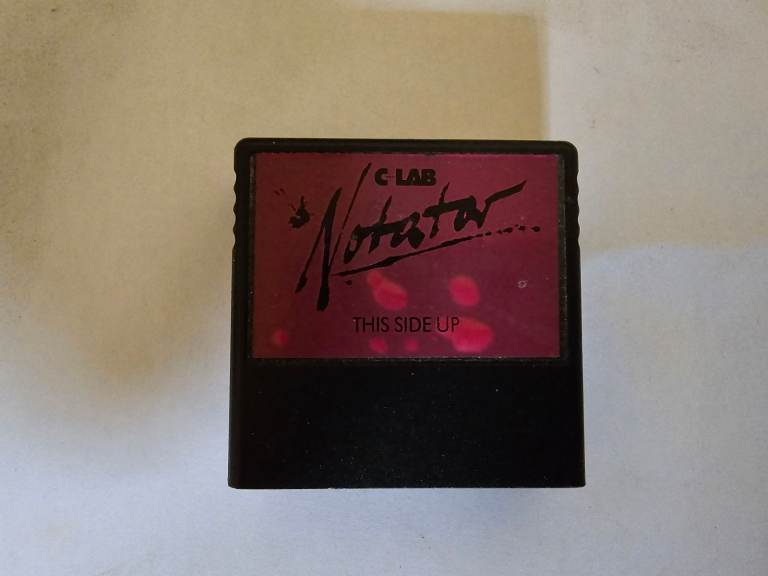 C-LAB
Notator
THIS SIDE UP